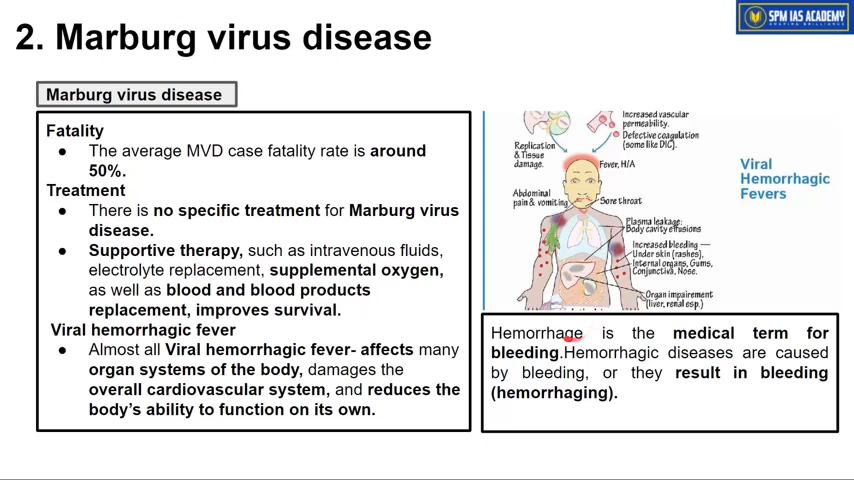 2. Marburg virus disease
SPM IAS ACADEMY
SHAPING BRILLIANCE
Marburg virus disease
Fatality
● The average MVD case fatality rate is around
50%.
Treatment
● There is no specific treatment for Marburg virus
disease.
● Supportive therapy, such as intravenous fluids,
electrolyte replacement, supplemental oxygen,
as well as blood and blood products
replacement, improves survival.
Viral hemorrhagic fever
● Almost all Viral hemorrhagic fever- affects many
organ systems of the body, damages the
overall cardiovascular system, and reduces the
body's ability to function on its own.
Increased vascular
permeability.
Defective coagulation
(some like DIC).
Replication
& Tissue
damage.
Fever, H/A
Abdominal
pain & vomiting
Sore throat
Plasma leakage:
Body cavity effusions
Increased bleeding —
Under skin (rashes),
Internal organs, Gums,
Conjunctiva, Nose.
Organ impairment
(liver, renal esp.)
Viral
Hemorrhagic
Fevers
Hemorrhage is the medical term for
bleeding.Hemorrhagic diseases are caused
by bleeding, or they result in bleeding
(hemorrhaging).